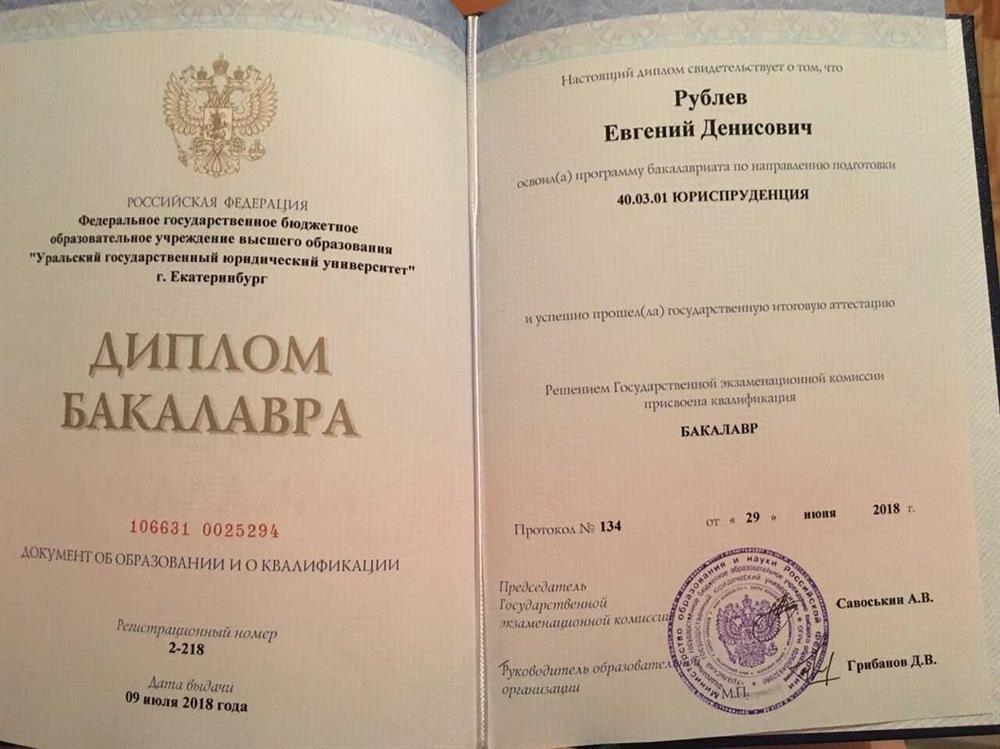 РОССИЙСКАЯ ФЕДЕРАЦИЯ
Федеральное государственное бюджетное
образовательное учреждение высшего образования
"Уральский государственный юридический университет"
г. Екатеринбург
ДИПЛОМ
БАКАЛАВРА
106631 0025294
ДОКУМЕНТ ОБ ОБРАЗОВАНИИ И О КВАЛИФИКАЦИИ
Регистрационный номер
2-218
Дата выдачи
09 июля 2018 года
Настоящий диплом свидетельствует о том, что
Рублев
Евгений Денисович
освоил(а) программу бакалавриата по направлению подготовки
40.03.01 ЮРИСПРУДЕНЦИЯ
и успешно прошел(ла) государственную итоговую аттестацию
Решением Государственной экзаменационной комиссии
присвоена квалификация
БАКАЛАВР
Протокол № 134 от « 29 » июня 2018 г.
Председатель
Государственной
экзаменационной комиссии
Савоськин А.В.
Руководитель образовательной
организации
Грибанов Д.В.
М.П.
Министерство образования и науки Российской